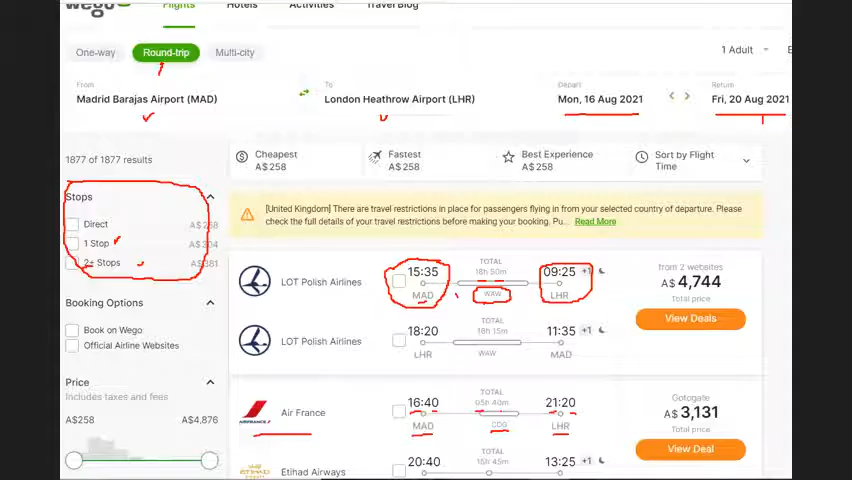 wego
Flights
Hotels
Activities
Travel Blog
One-way
Round-trip
Multi-city
1 Adult
From
To
Depart
Return
Madrid Barajas Airport (MAD)
London Heathrow Airport (LHR)
Mon, 16 Aug 2021
Fri, 20 Aug 2021
1877 of 1877 results
Cheapest
A$258
Fastest
A$258
Best Experience
A$258
Sort by Flight
Time
Stops
Direct
A$258
1 Stop
A$304
2+ Stops
A$381
[United Kingdom] There are travel restrictions in place for passengers flying in from your selected country of departure. Please
check the full details of your travel restrictions before making your booking. Pu... Read More
LOT Polish Airlines
15:35
MAD
TOTAL
18h 50m
WAW
09:25 +1
LHR
LOT Polish Airlines
18:20
LHR
TOTAL
18h 15m
WAW
11:35 +1
MAD
from 2 websites
A$ 4,744
Total price
View Deals
Booking Options
Book on Wego
Official Airline Websites
Price
Includes taxes and fees
A$258
A$4,876
AIRFRANCE
Air France
16:40
MAD
TOTAL
05h 40m
CDG
21:20
LHR
ETIHAD
Etihad Airways
20:40
TOTAL
15h 45m
13:25 +1
Gotogate
A$ 3,131
Total price
View Deal